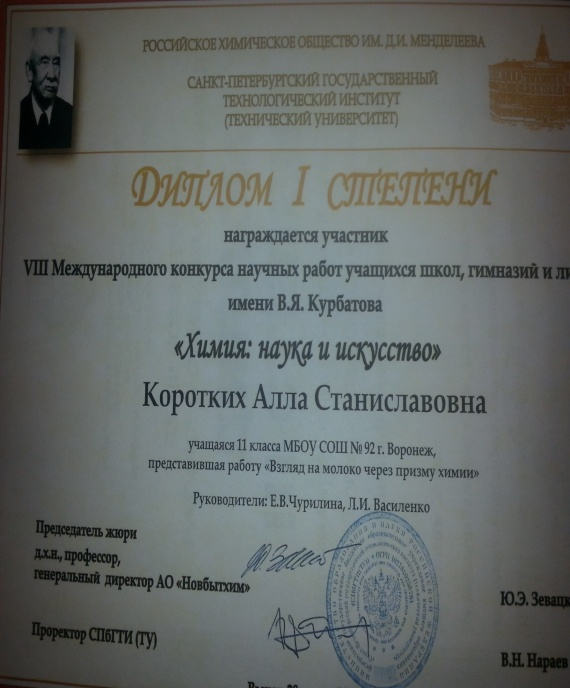 РОССИЙСКОЕ ХИМИЧЕСКОЕ ОБЩЕСТВО ИМ. Д.И. МЕНДЕЛЕЕВА
САНКТ-ПЕТЕРБУРГСКИЙ ГОСУДАРСТВЕННЫЙ
ТЕХНОЛОГИЧЕСКИЙ ИНСТИТУТ
(ТЕХНИЧЕСКИЙ УНИВЕРСИТЕТ)
ДИПЛОМ I СТЕПЕНИ
награждается участник
VIII Международного конкурса научных работ учащихся школ, гимназий и ли
имени В.Я. Курбатова
«Химия: наука и искусство»
Коротких Алла Станиславовна
учащаяся 11 класса МБОУ СОШ № 92 г. Воронеж,
представившая работу «Взгляд на молоко через призму химии»
Руководители: Е.В.Чурилина, Л.И. Василенко
Председатель жюри
д.х.н., профессор,
генеральный директор АО «Новбытхим»
Ю.Э. Зевацк
Проректор СПбГТИ (ТУ)
В.Н. Нараев